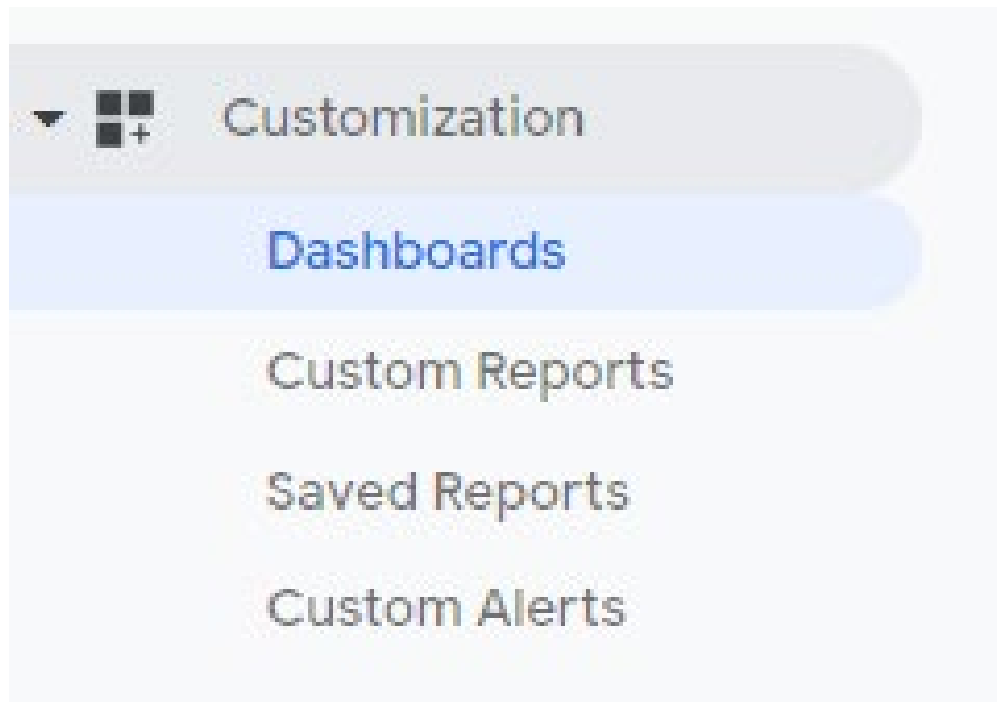 Customization
Dashboards
Custom Reports
Saved Reports
Custom Alerts